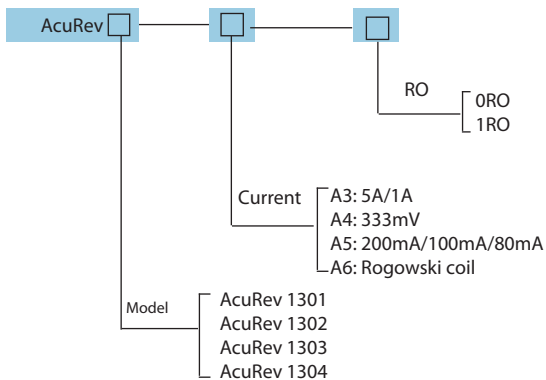 AcuRev
RO
0RO
1RO
Current
A3: 5A/1A
A4: 333mV
A5: 200mA/100mA/80mA
A6: Rogowski coil
Model
AcuRev 1301
AcuRev 1302
AcuRev 1303
AcuRev 1304